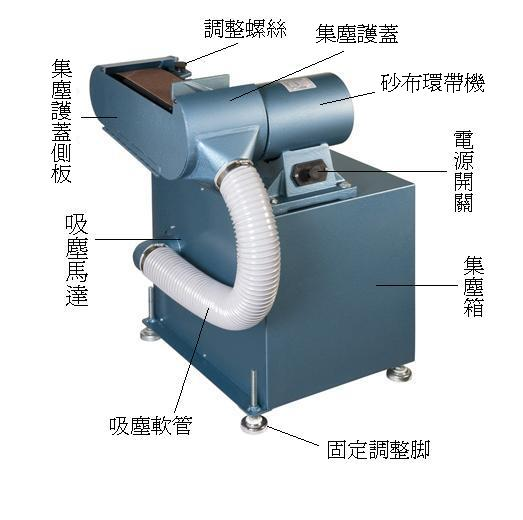 調整螺絲
集塵護蓋
砂布環帶機
集塵護蓋側板
電源開關
吸塵馬達
集塵箱
吸塵軟管
固定調整脚